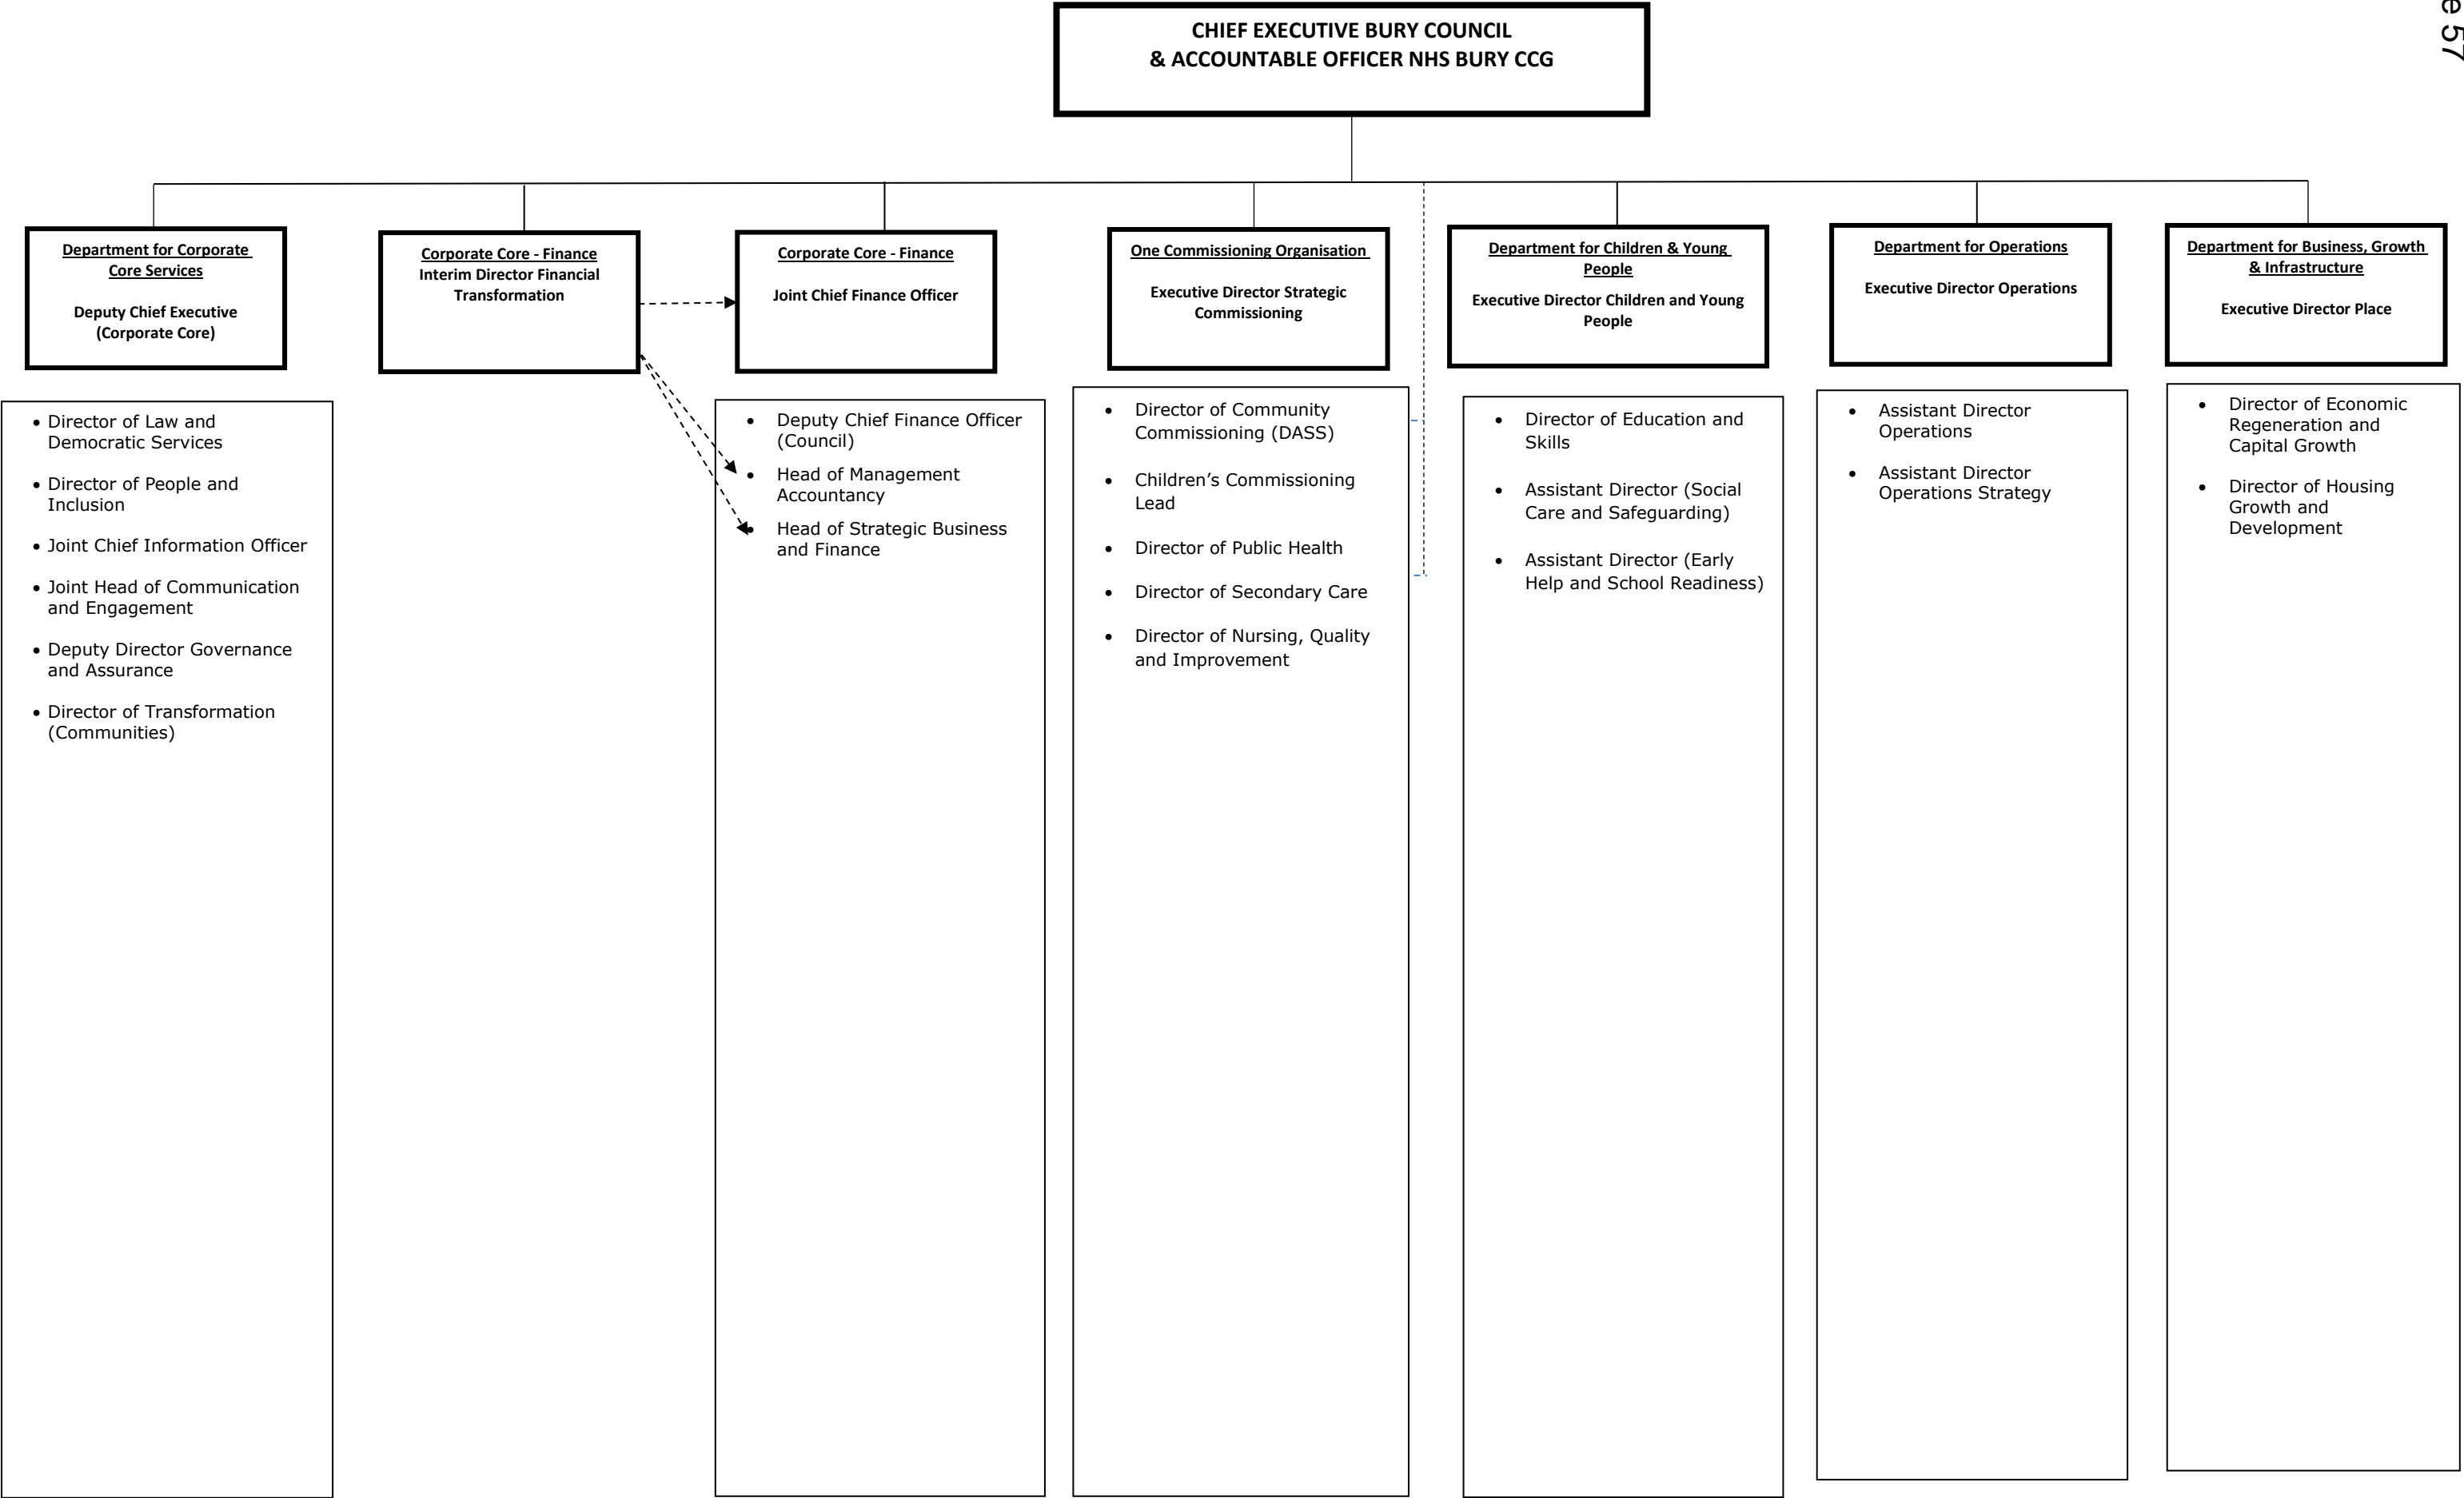 e 57
CHIEF EXECUTIVE BURY COUNCIL
& ACCOUNTABLE OFFICER NHS BURY CCG
Department for Corporate
Core Services
Deputy Chief Executive
(Corporate Core)
Corporate Core - Finance
Interim Director Financial
Transformation
Corporate Core - Finance
Joint Chief Finance Officer
One Commissioning Organisation
Executive Director Strategic
Commissioning
Department for Children & Young
People
Executive Director Children and Young
People
Department for Operations
Executive Director Operations
Department for Business, Growth
& Infrastructure
Executive Director Place
• Director of Law and
Democratic Services
• Director of People and
Inclusion
• Joint Chief Information Officer
• Joint Head of Communication
and Engagement
• Deputy Director Governance
and Assurance
• Director of Transformation
(Communities)
• Deputy Chief Finance Officer
(Council)
• Head of Management
Accountancy
• Head of Strategic Business
and Finance
• Director of Community
Commissioning (DASS)
• Children’s Commissioning
Lead
• Director of Public Health
• Director of Secondary Care
• Director of Nursing, Quality
and Improvement
• Director of Education and
Skills
• Assistant Director (Social
Care and Safeguarding)
• Assistant Director (Early
Help and School Readiness)
• Assistant Director
Operations
• Assistant Director
Operations Strategy
• Director of Economic
Regeneration and
Capital Growth
• Director of Housing
Growth and
Development